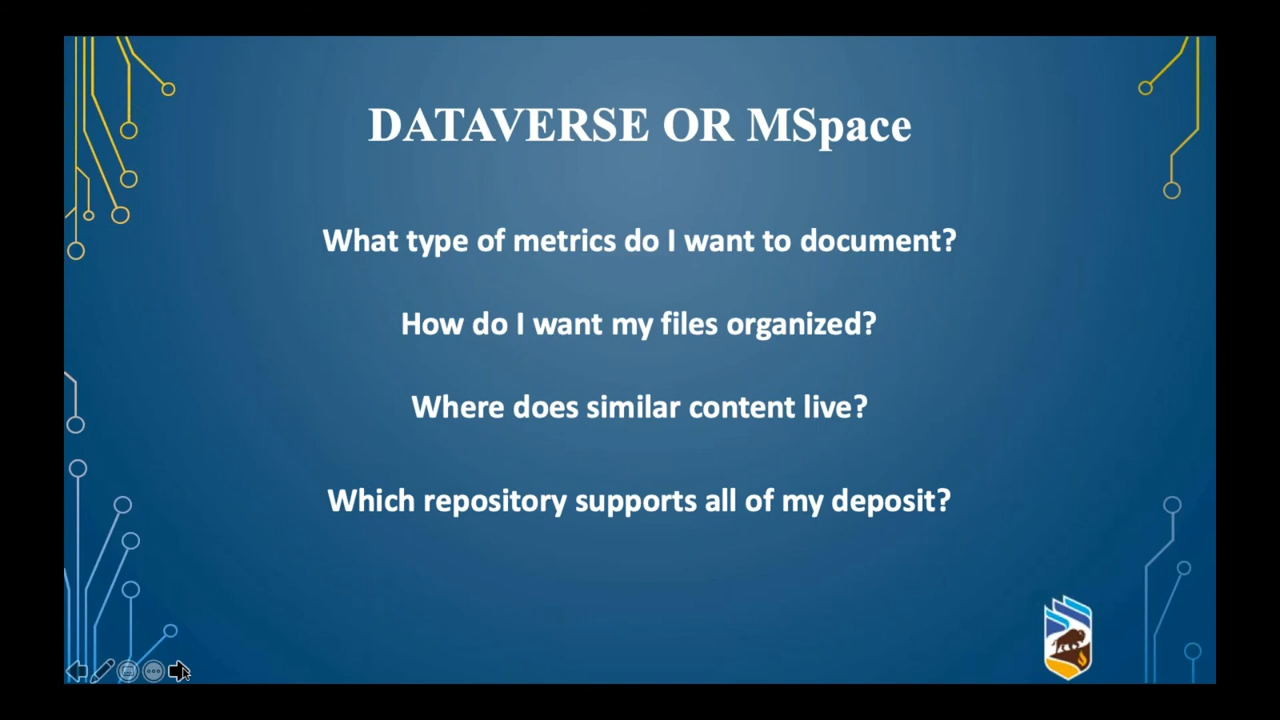 DATAVERSE OR MSpace
What type of metrics do I want to document?
How do I want my files organized?
Where does similar content live?
Which repository supports all of my deposit?